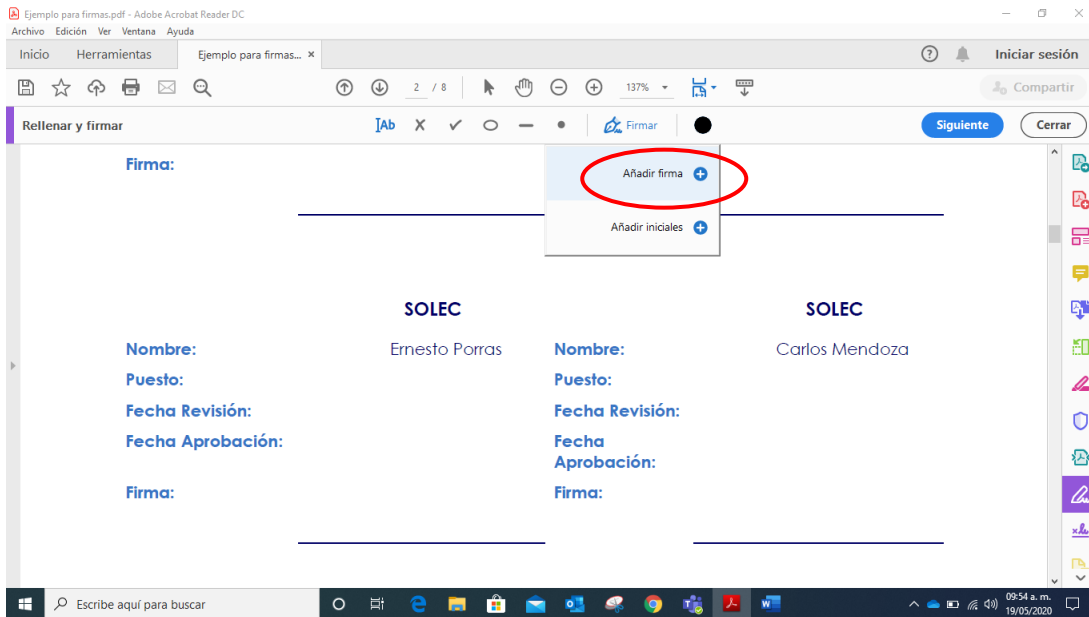 Ejemplo para firmas.pdf - Adobe Acrobat Reader DC
Archivo Edición Ver Ventana Ayuda
Inicio Herramientas Ejemplo para firmas... × Iniciar sesión
2 / 8 137% Compartir
Rellenar y firmar Ab Firmar Siguiente Cerrar
Firma: Añadir firma
Añadir iniciales
SOLEC SOLEC
Nombre: Ernesto Porras Nombre: Carlos Mendoza
Puesto: Puesto:
Fecha Revisión: Fecha Revisión:
Fecha Aprobación: Fecha
Aprobación:
Firma: Firma:
Escribe aquí para buscar 09:54 a. m.
19/05/2020